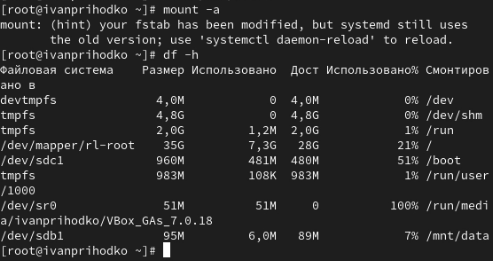 [root@ivanprihodko ~]# mount -a
mount: (hint) your fstab has been modified, but systemd still uses
       the old version; use 'systemctl daemon-reload' to reload.
[root@ivanprihodko ~]# df -h
Файловая система    Размер Использовано  Дост Использовано% Смонтиров
ано в
devtmpfs              4,0M            0  4,0M            0% /dev
tmpfs                 4,8G            0  4,8G            0% /dev/shm
tmpfs                 2,0G         1,2M  2,0G            1% /run
/dev/mapper/rl-root    35G         7,3G   28G           21% /
/dev/sdc1             960M         481M  480M           51% /boot
tmpfs                 983M         108K  983M            1% /run/user
/1000
/dev/sr0               51M          51M     0          100% /run/medi
a/ivanprihodko/VBox_GAs_7.0.18
/dev/sdb1              95M         6,0M   89M            7% /mnt/data
[root@ivanprihodko ~]#